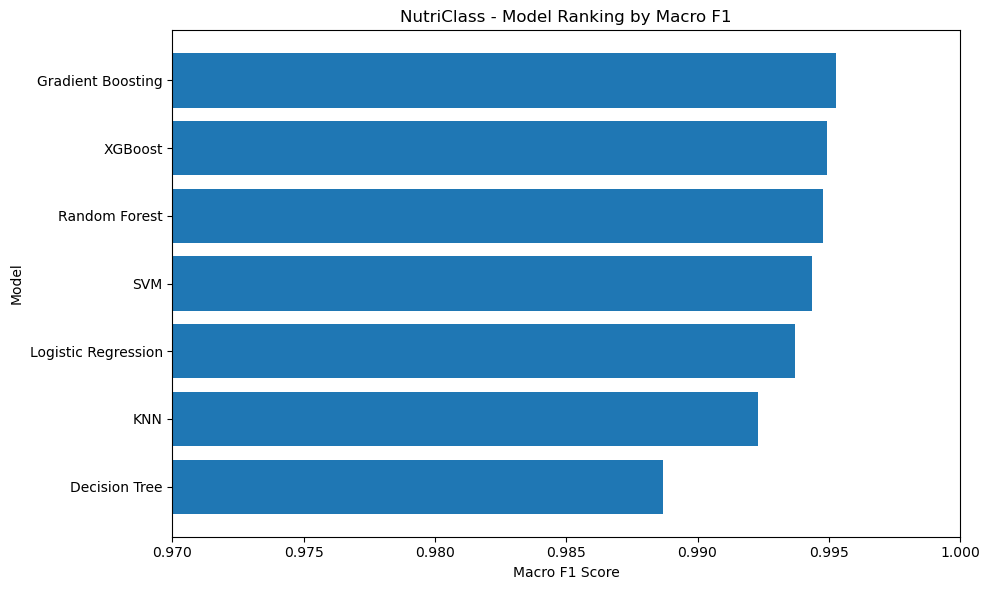 NutriClass - Model Ranking by Macro F1
Gradient Boosting
XGBoost
Random Forest
SVM
Logistic Regression
KNN
Decision Tree
Model
0.970 0.975 0.980 0.985 0.990 0.995 1.000
Macro F1 Score